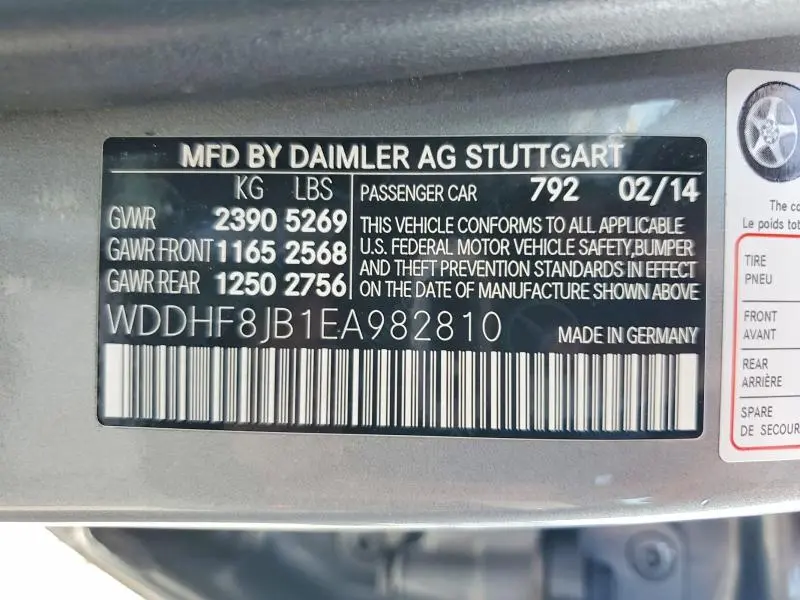 MFD BY DAIMLER AG STUTTGART
KG LBS
GVWR 2390 5269
GAWR FRONT 1165 2568
GAWR REAR 1250 2756
PASSENGER CAR 792 02/14
THIS VEHICLE CONFORMS TO ALL APPLICABLE
U.S. FEDERAL MOTOR VEHICLE SAFETY,BUMPER
AND THEFT PREVENTION STANDARDS IN EFFECT
ON THE DATE OF MANUFACTURE SHOWN ABOVE
WDDHF8JB1EA982810
MADE IN GERMANY
The
Le poids
TIRE
PNEU
FRONT
AVANT
REAR
ARRIÈRE
SPARE
DE